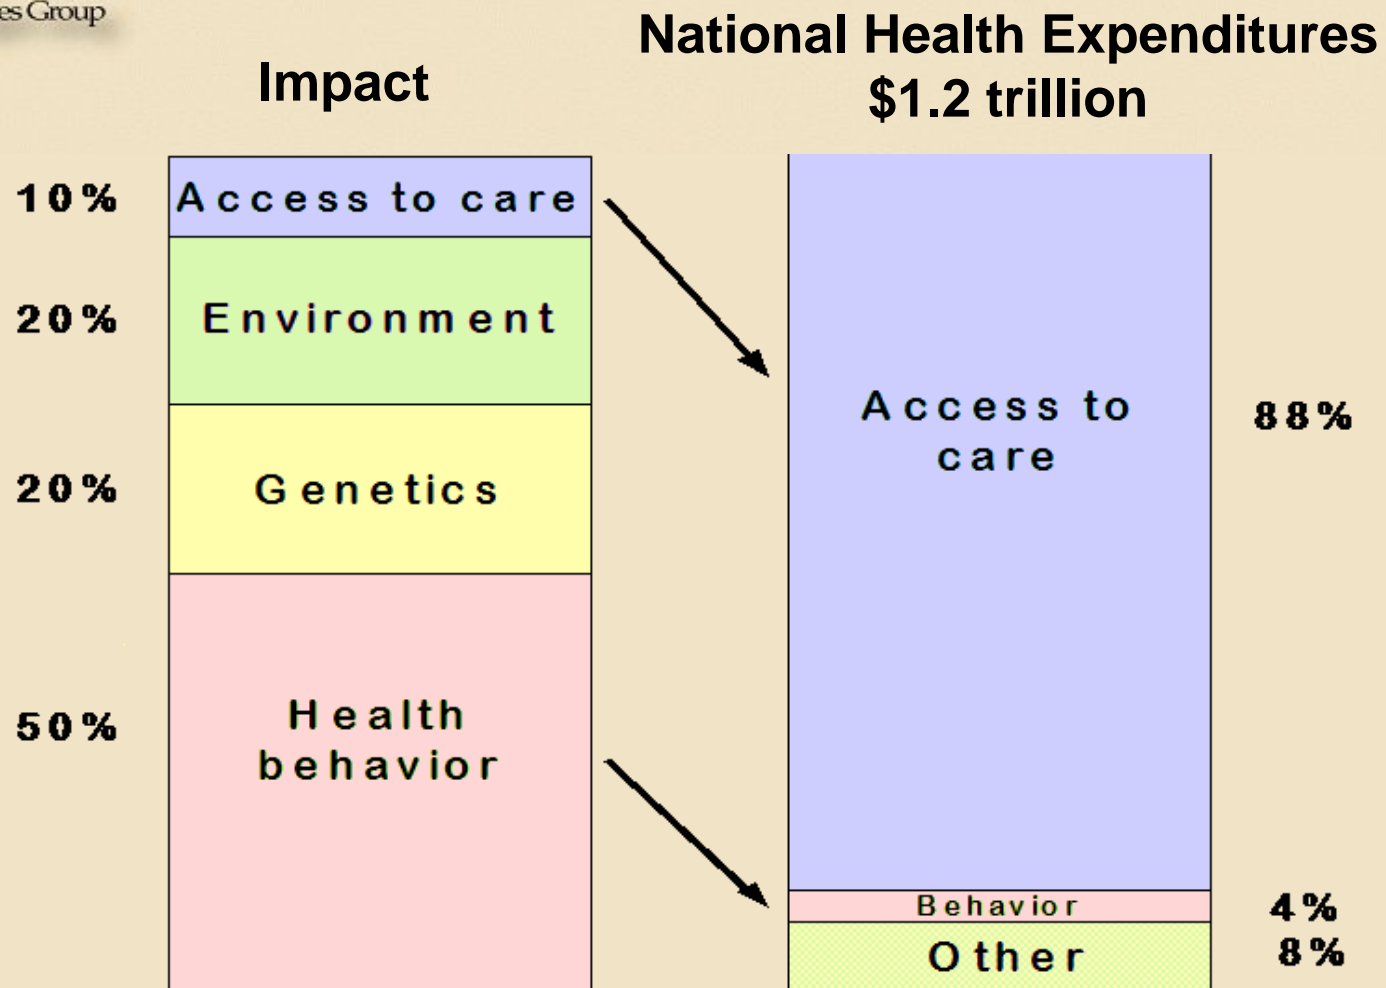 Group
Impact
National Health Expenditures
$1.2 trillion
10%
Access to care
20%
Environment
20%
Genetics
50%
Health
behavior
Access to
care
88%
Behavior
4%
Other
8%